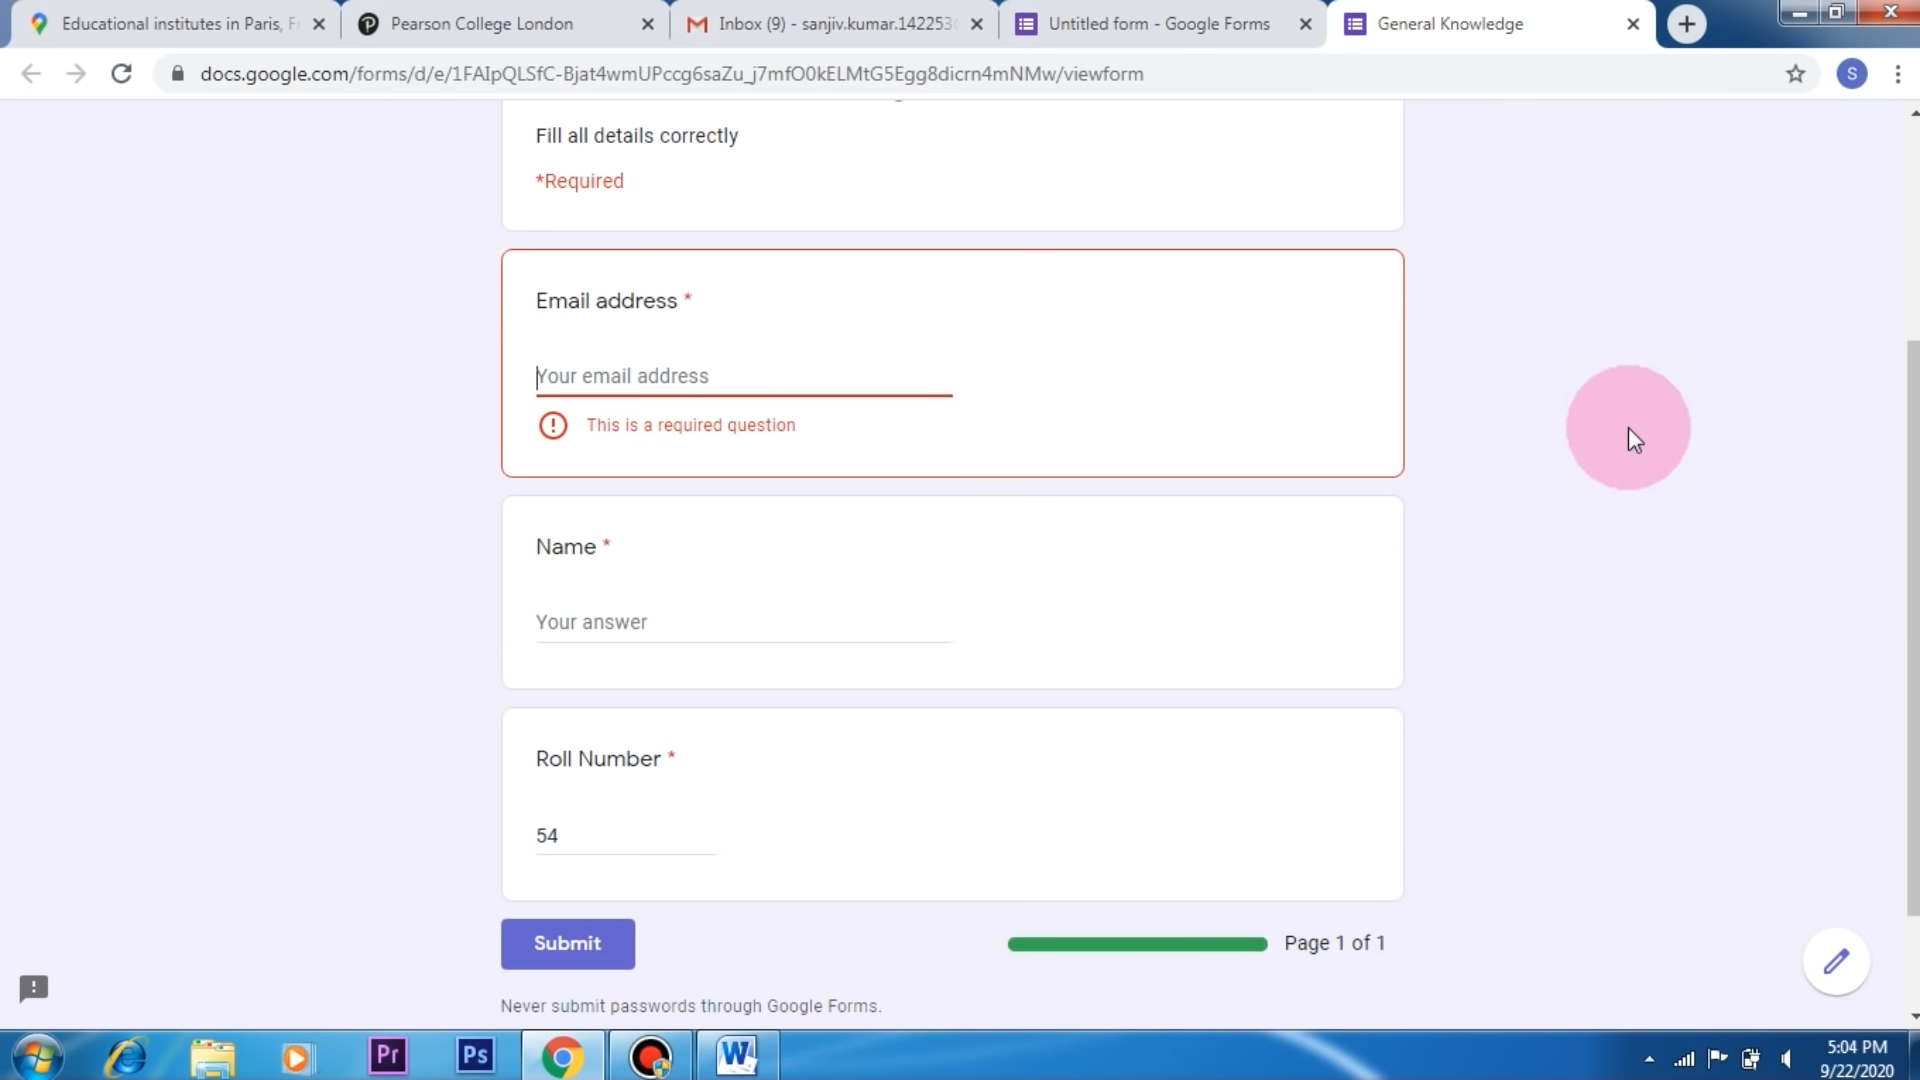 Educational institutes in Paris, F
Pearson College London
Inbox (9) - sanjiv.kumar.142253
Untitled form - Google Forms
General Knowledge
docs.google.com/forms/d/e/1FAIpQLSfC-Bjat4wmUPccg6saZu_j7mfO0kELMtG5Egg8dicrn4mNMw/viewform
S
Fill all details correctly
*Required
Email address *
Your email address
This is a required question
Name *
Your answer
Roll Number *
54
Submit
Page 1 of 1
Never submit passwords through Google Forms.
Pr
Ps
W
5:04 PM
9/22/2020